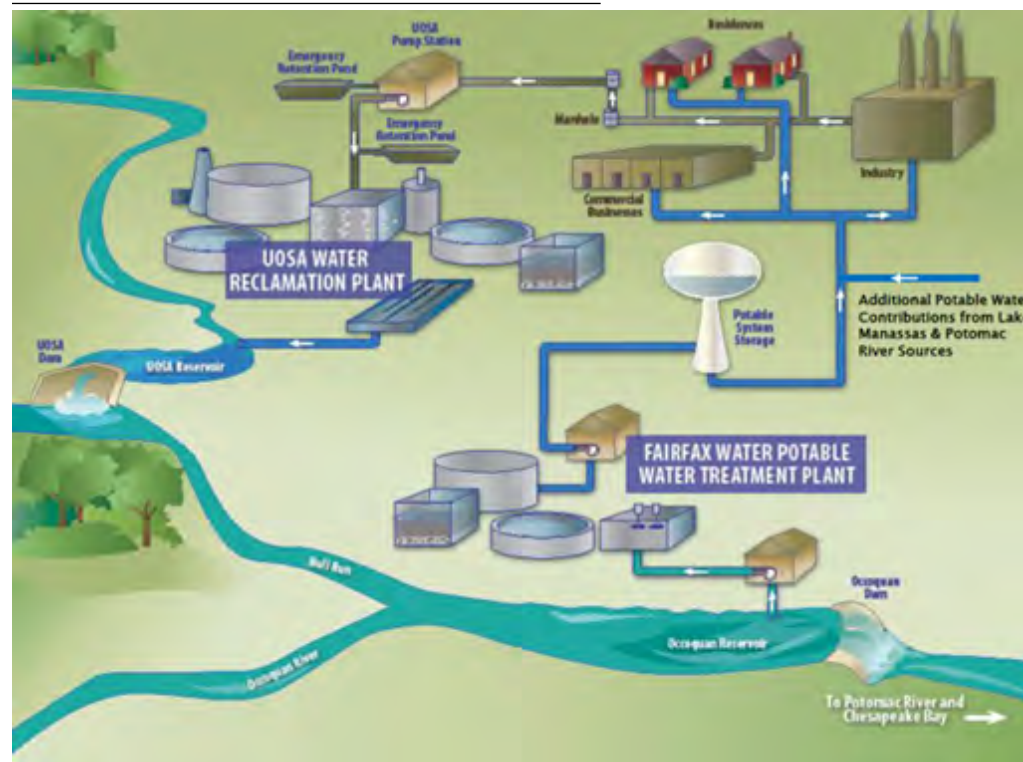 Residences
UOSA
Pump Station
Emergency
Retention Pond
Manhole
Emergency
Retention Pond
Industry
Commercial
Businesses
UOSA WATER
RECLAMATION PLANT
Additional Potable Wate
Contributions from Lak
Manassas & Potomac
River Sources
Potable
System
Storage
UOSA
Dam
UOSA Reservoir
FAIRFAX WATER POTABLE
WATER TREATMENT PLANT
Bull Run
Occoquan
Dam
Occoquan Reservoir
Occoquan River
To Potomac River and
Chesapeake Bay